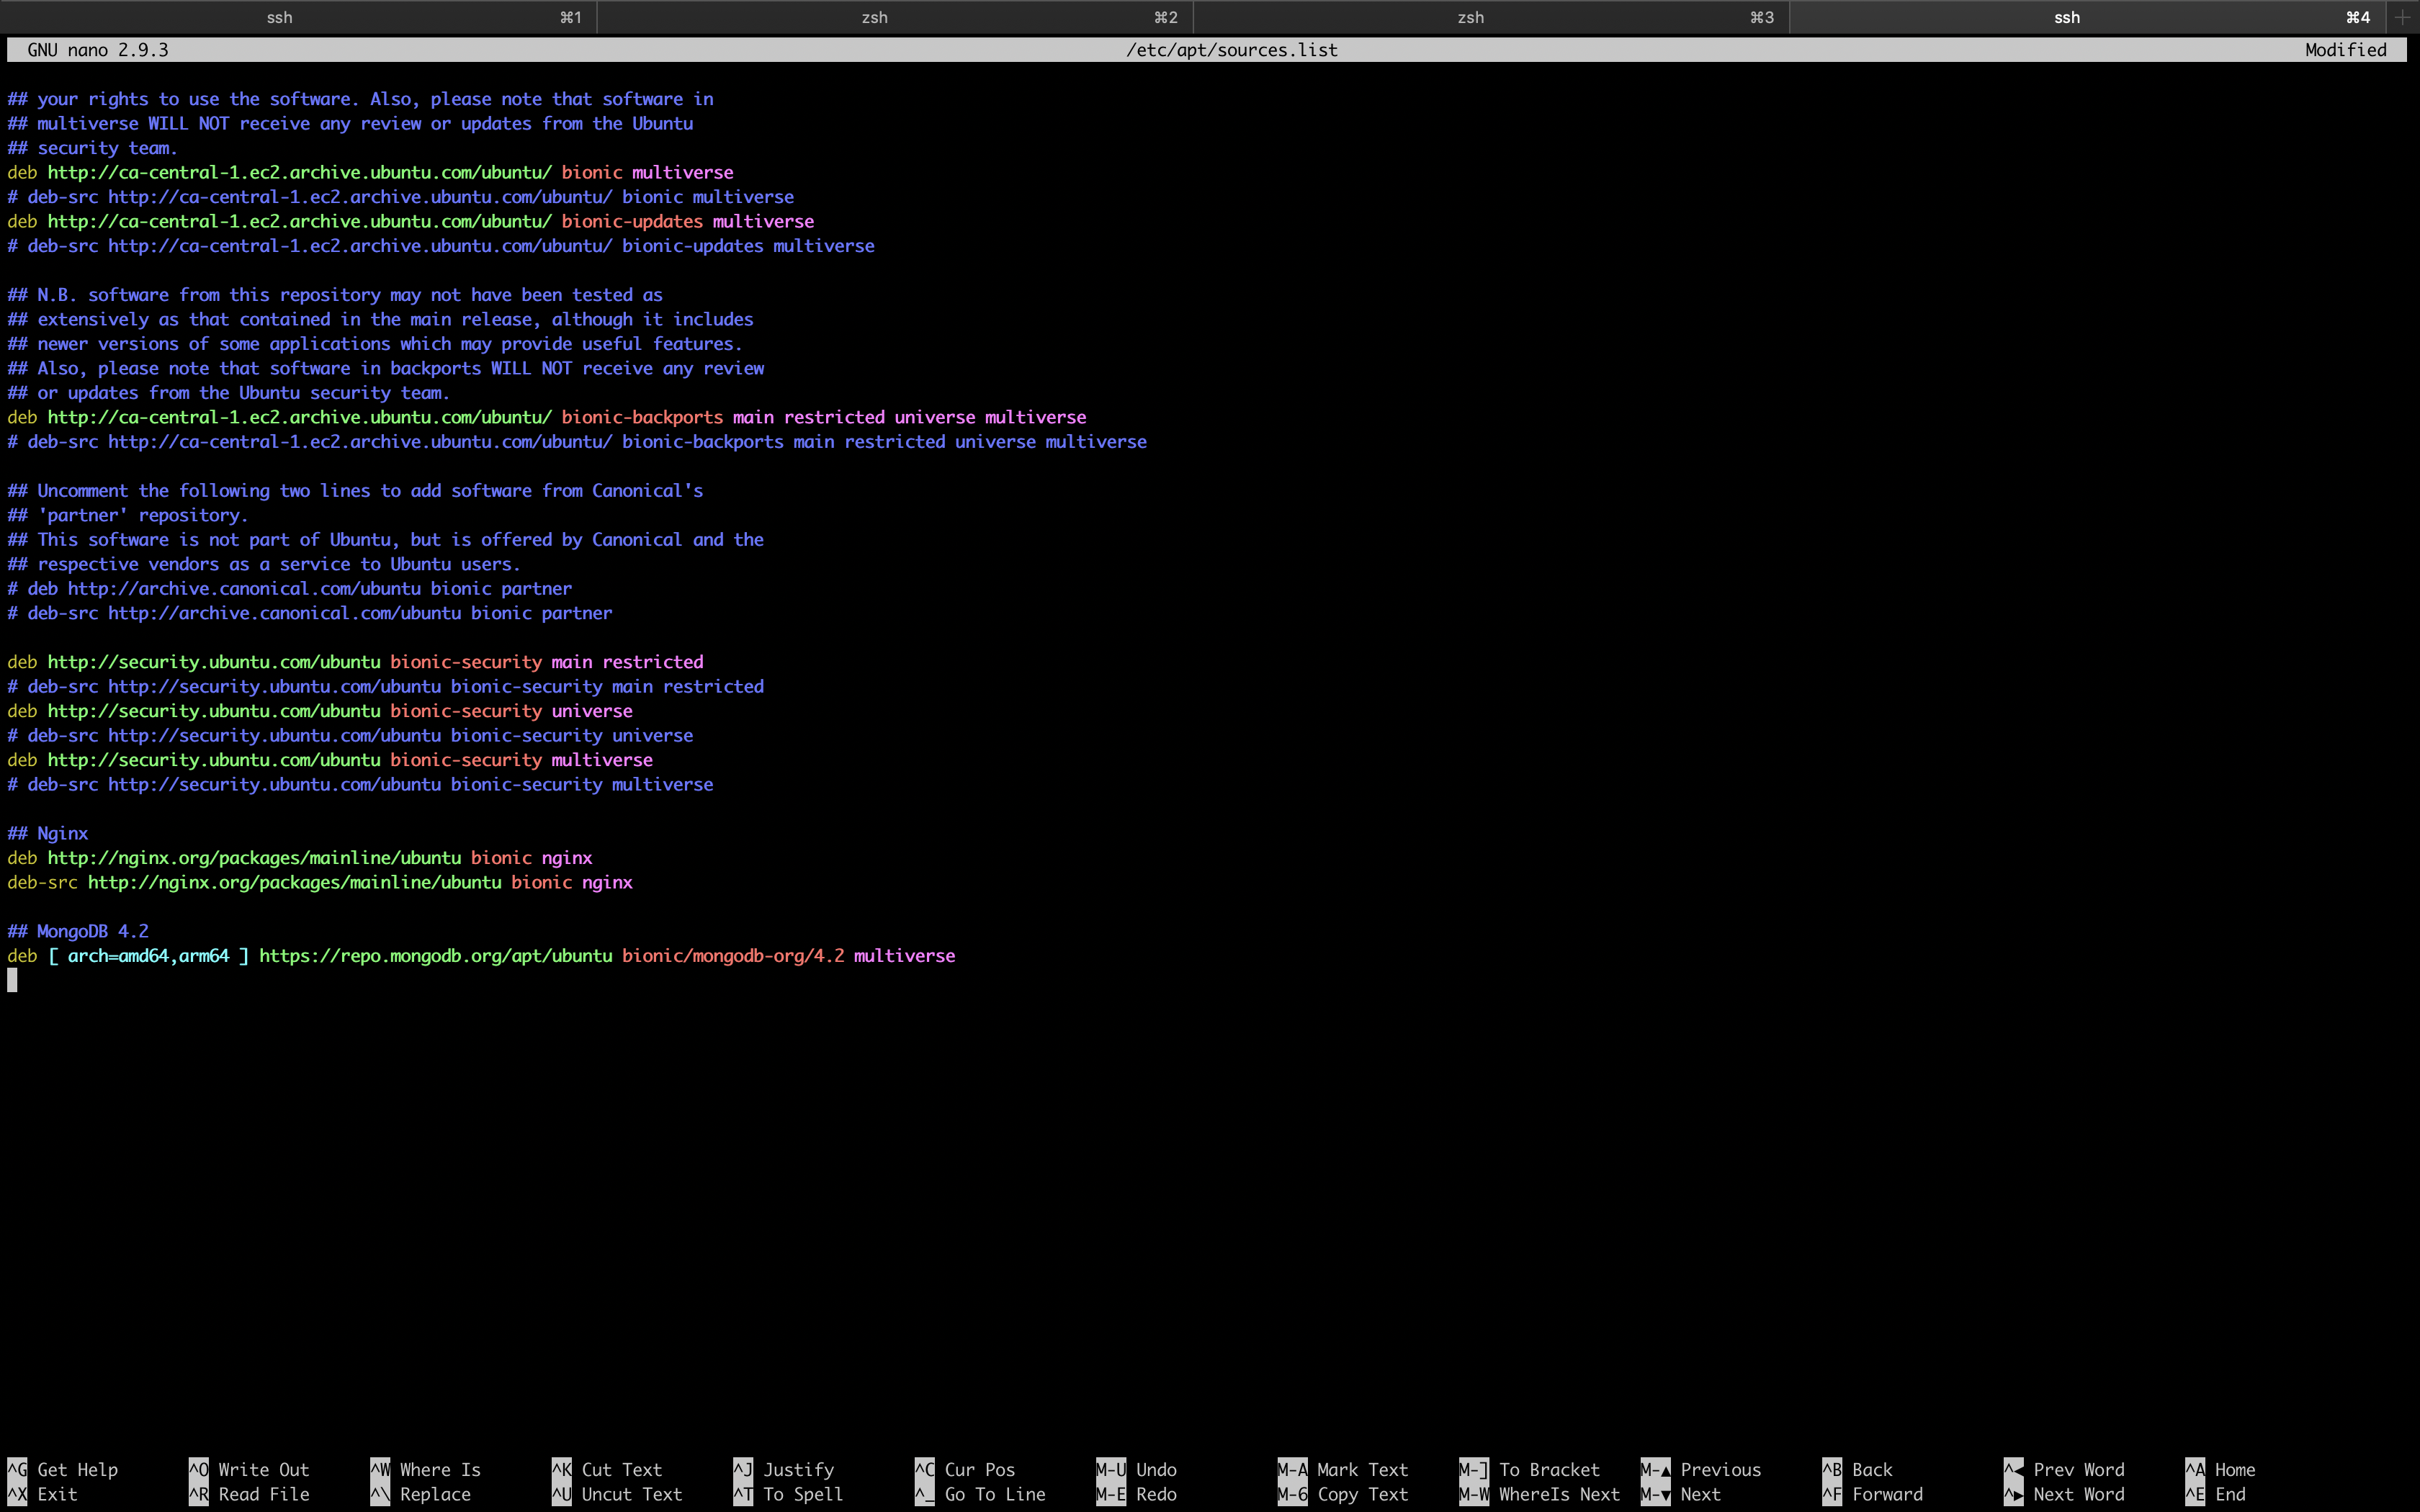 ssh ⌘1 zsh ⌘2 zsh ⌘3 ssh ⌘4 +
GNU nano 2.9.3 /etc/apt/sources.list Modified
## your rights to use the software. Also, please note that software in
## multiverse WILL NOT receive any review or updates from the Ubuntu
## security team.
deb http://ca-central-1.ec2.archive.ubuntu.com/ubuntu/ bionic multiverse
# deb-src http://ca-central-1.ec2.archive.ubuntu.com/ubuntu/ bionic multiverse
deb http://ca-central-1.ec2.archive.ubuntu.com/ubuntu/ bionic-updates multiverse
# deb-src http://ca-central-1.ec2.archive.ubuntu.com/ubuntu/ bionic-updates multiverse
## N.B. software from this repository may not have been tested as
## extensively as that contained in the main release, although it includes
## newer versions of some applications which may provide useful features.
## Also, please note that software in backports WILL NOT receive any review
## or updates from the Ubuntu security team.
deb http://ca-central-1.ec2.archive.ubuntu.com/ubuntu/ bionic-backports main restricted universe multiverse
# deb-src http://ca-central-1.ec2.archive.ubuntu.com/ubuntu/ bionic-backports main restricted universe multiverse
## Uncomment the following two lines to add software from Canonical's
## 'partner' repository.
## This software is not part of Ubuntu, but is offered by Canonical and the
## respective vendors as a service to Ubuntu users.
# deb http://archive.canonical.com/ubuntu bionic partner
# deb-src http://archive.canonical.com/ubuntu bionic partner
deb http://security.ubuntu.com/ubuntu bionic-security main restricted
# deb-src http://security.ubuntu.com/ubuntu bionic-security main restricted
deb http://security.ubuntu.com/ubuntu bionic-security universe
# deb-src http://security.ubuntu.com/ubuntu bionic-security universe
deb http://security.ubuntu.com/ubuntu bionic-security multiverse
# deb-src http://security.ubuntu.com/ubuntu bionic-security multiverse
## Nginx
deb http://nginx.org/packages/mainline/ubuntu bionic nginx
deb-src http://nginx.org/packages/mainline/ubuntu bionic nginx
## MongoDB 4.2
deb [ arch=amd64,arm64 ] https://repo.mongodb.org/apt/ubuntu bionic/mongodb-org/4.2 multiverse
^G Get Help ^O Write Out ^W Where Is ^K Cut Text ^J Justify ^C Cur Pos M-U Undo M-A Mark Text M-] To Bracket M-▲ Previous ^B Back ^◀ Prev Word ^A Home
^X Exit ^R Read File ^\ Replace ^U Uncut Text ^T To Spell ^_ Go To Line M-E Redo M-6 Copy Text M-W WhereIs Next M-▼ Next ^F Forward ^▶ Next Word ^E End